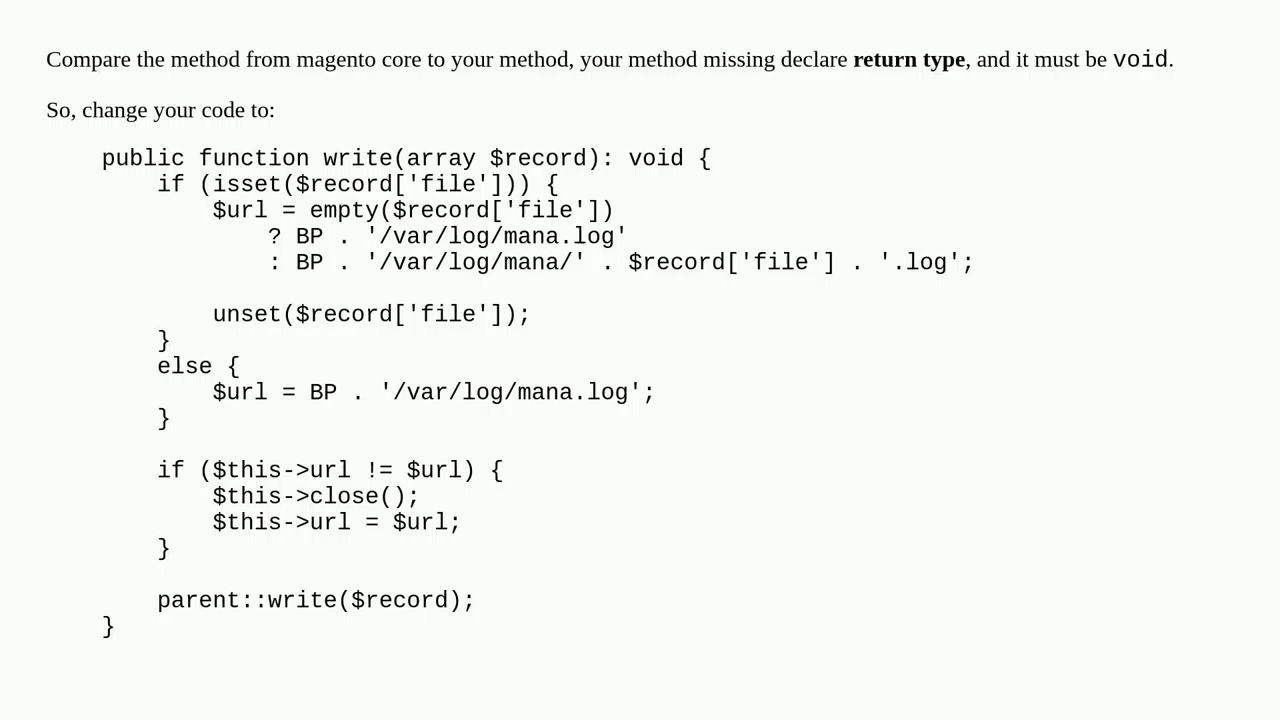 Compare the method from magento core to your method, your method missing declare return type, and it must be void.
So, change your code to:
public function write(array $record): void {
    if (isset($record['file'])) {
        $url = empty($record['file'])
            ? BP . '/var/log/mana.log'
            : BP . '/var/log/mana/' . $record['file'] . '.log';

        unset($record['file']);
    }
    else {
        $url = BP . '/var/log/mana.log';
    }

    if ($this->url != $url) {
        $this->close();
        $this->url = $url;
    }

    parent::write($record);
}